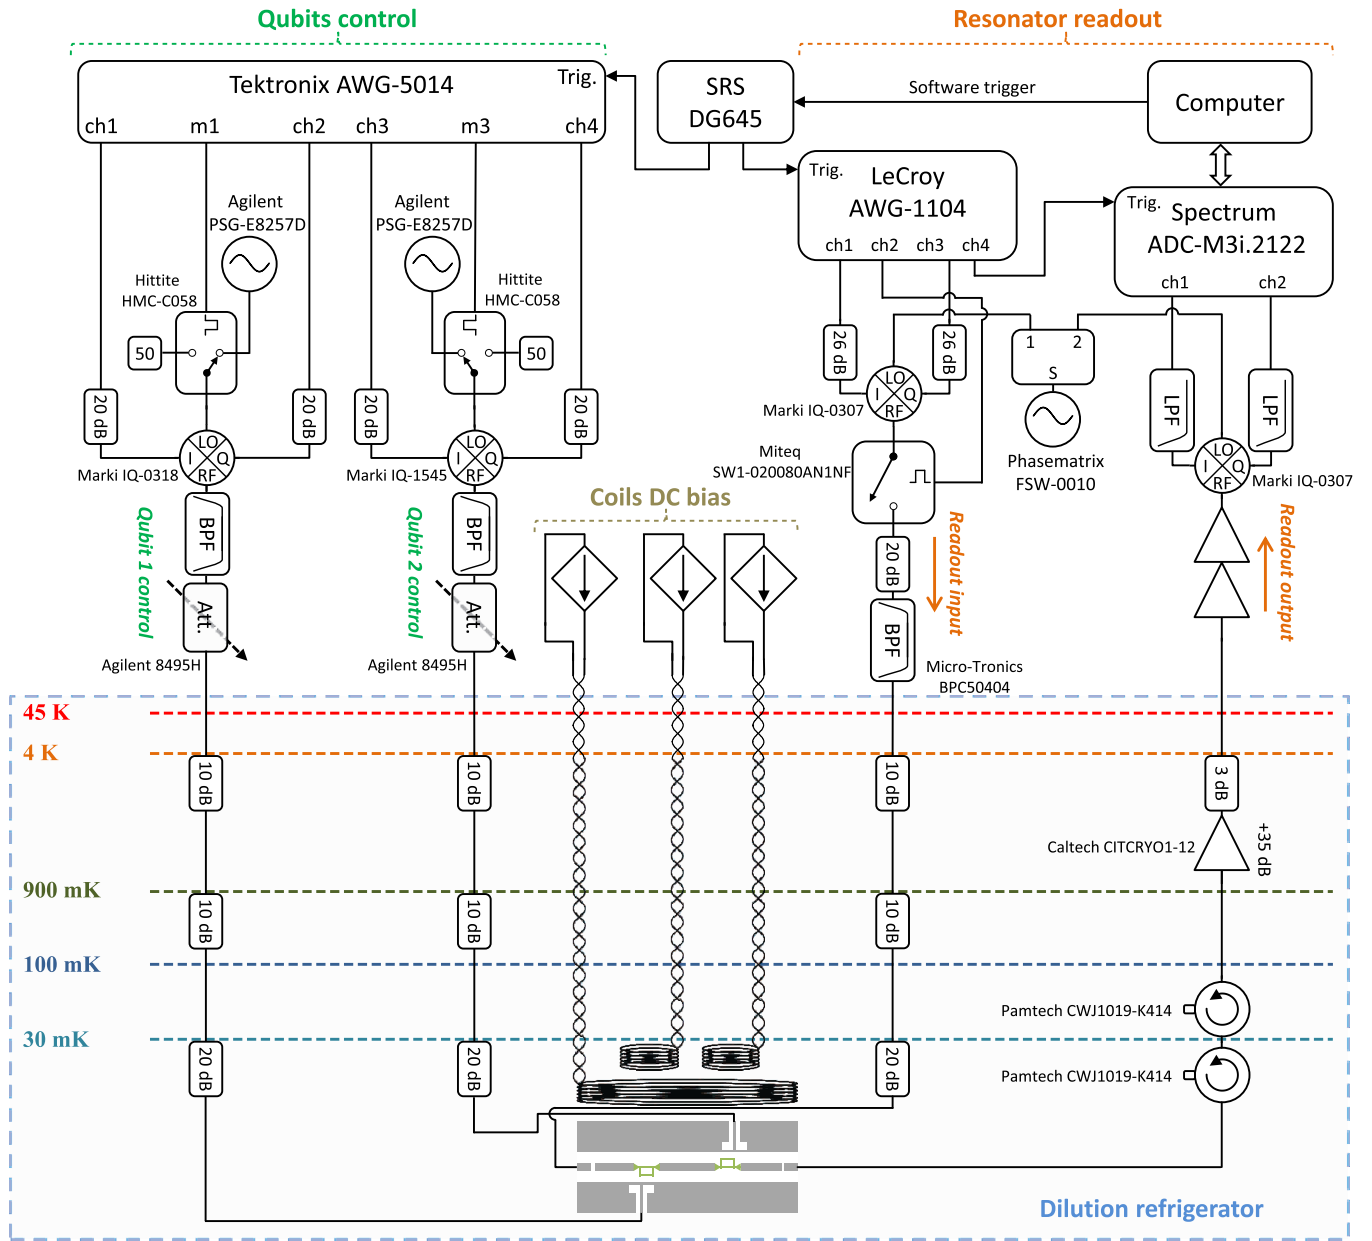 Qubits control
Resonator readout
Tektronix AWG-5014
Trig.
ch1
m1
ch2
ch3
m3
ch4
SRS
DG645
Software trigger
Computer
Trig.
LeCroy
AWG-1104
ch1
ch2
ch3
ch4
Trig.
Spectrum
ADC-M3i.2122
ch1
ch2
Agilent
PSG-E8257D
Agilent
PSG-E8257D
Hittite
HMC-C058
Hittite
HMC-C058
50
50
20 dB
20 dB
20 dB
20 dB
26 dB
26 dB
1
2
S
LPF
LPF
LO
I
Q
RF
Marki IQ-0318
LO
I
Q
RF
Marki IQ-1545
LO
I
Q
RF
Marki IQ-0307
LO
I
Q
RF
Marki IQ-0307
Phasematrix
FSW-0010
Miteq
SW1-020080AN1NF
Coils DC bias
Qubit 1 control
BPF
Att.
Agilent 8495H
Qubit 2 control
BPF
Att.
Agilent 8495H
20 dB
Readout input
BPF
Micro-Tronics
BPC50404
Readout output
45 K
4 K
10 dB
10 dB
10 dB
3 dB
Caltech CITCRYO1-12
+35 dB
900 mK
10 dB
10 dB
10 dB
100 mK
Pamtech CWJ1019-K414
30 mK
20 dB
20 dB
20 dB
Pamtech CWJ1019-K414
Dilution refrigerator